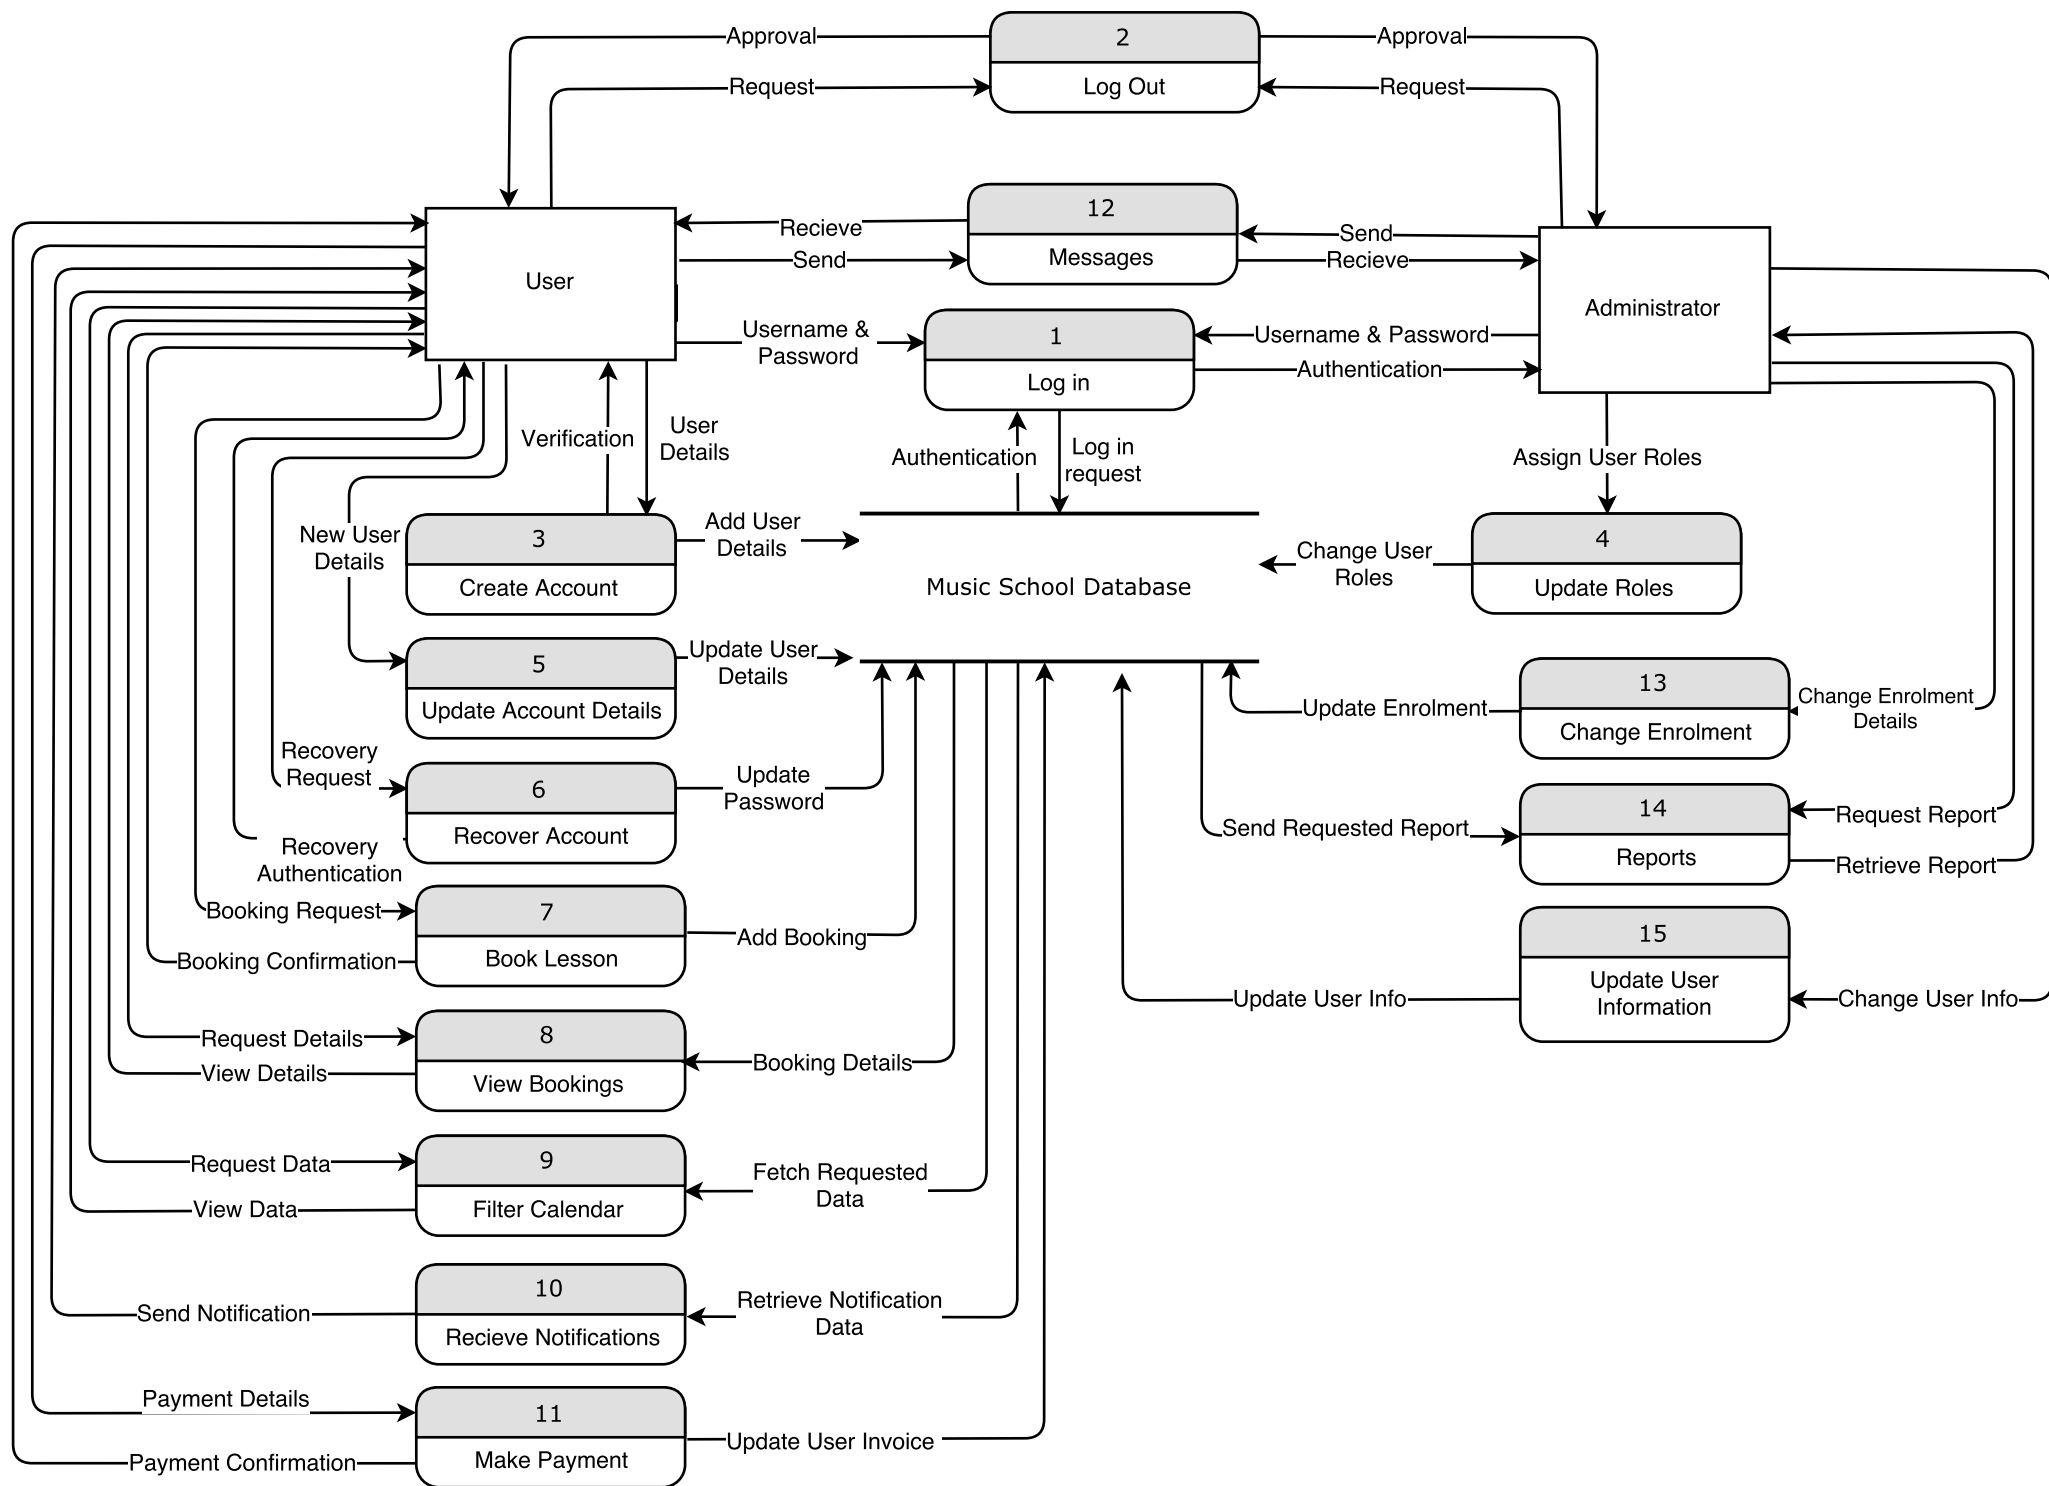 Approval
2
Approval
Request
Log Out
Request
12
Recieve
Send
Send
Messages
Recieve
User
Administrator
Username &
Password
1
Username & Password
Log in
Authentication
Verification
User
Details
Authentication
Log in
request
Assign User Roles
New User
Details
3
Create Account
Add User
Details
Music School Database
Change User
Roles
4
Update Roles
5
Update Account Details
Update User
Details
13
Change Enrolment
Update Enrolment
Change Enrolment
Details
Recovery
Request
6
Recover Account
Update
Password
Recovery
Authentication
14
Reports
Send Requested Report
Request Report
Retrieve Report
Booking Request
7
Book Lesson
Add Booking
Booking Confirmation
15
Update User
Information
Update User Info
Change User Info
Request Details
8
View Bookings
Booking Details
View Details
Request Data
9
Filter Calendar
Fetch Requested
Data
View Data
10
Recieve Notifications
Send Notification
Retrieve Notification
Data
Payment Details
11
Make Payment
Update User Invoice
Payment Confirmation